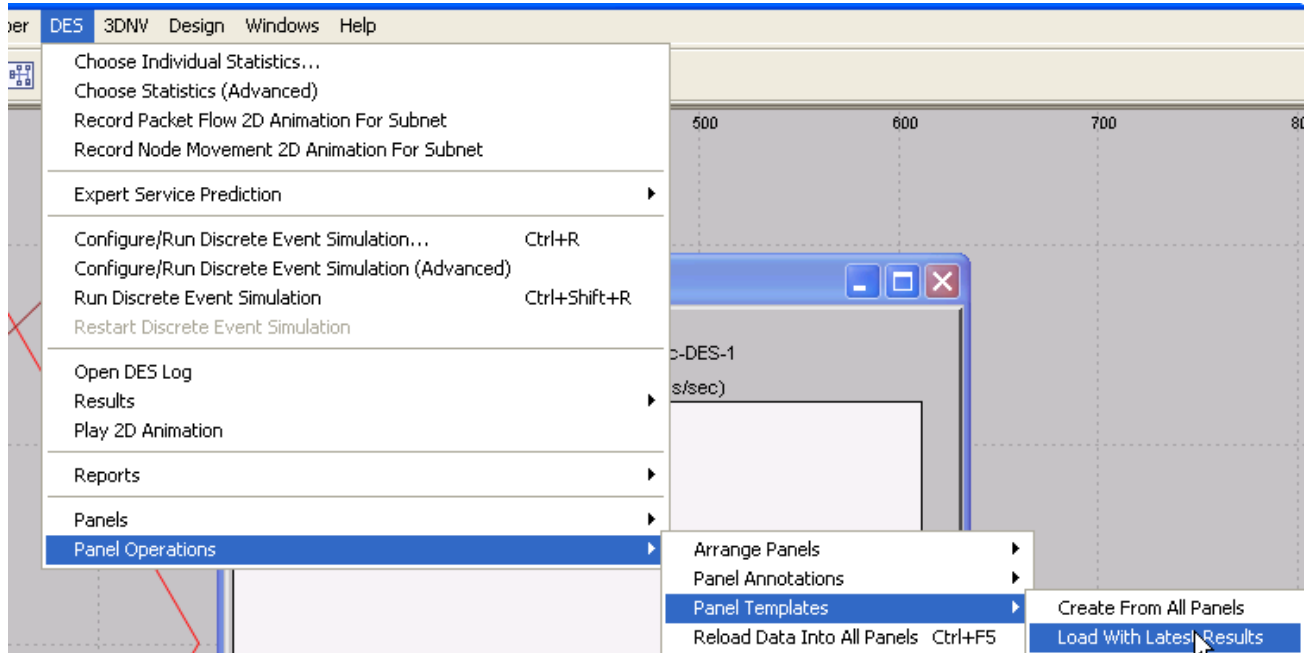 DES 3DNV Design Windows Help
Choose Individual Statistics...
Choose Statistics (Advanced)
Record Packet Flow 2D Animation For Subnet
Record Node Movement 2D Animation For Subnet
500 600 700
Expert Service Prediction
Configure/Run Discrete Event Simulation... Ctrl+R
Configure/Run Discrete Event Simulation (Advanced)
Run Discrete Event Simulation Ctrl+Shift+R
Restart Discrete Event Simulation
c-DES-1
s/sec)
Open DES Log
Results
Play 2D Animation
Reports
Panels
Panel Operations
Arrange Panels
Panel Annotations
Panel Templates
Reload Data Into All Panels Ctrl+F5
Create From All Panels
Load With Latest Results